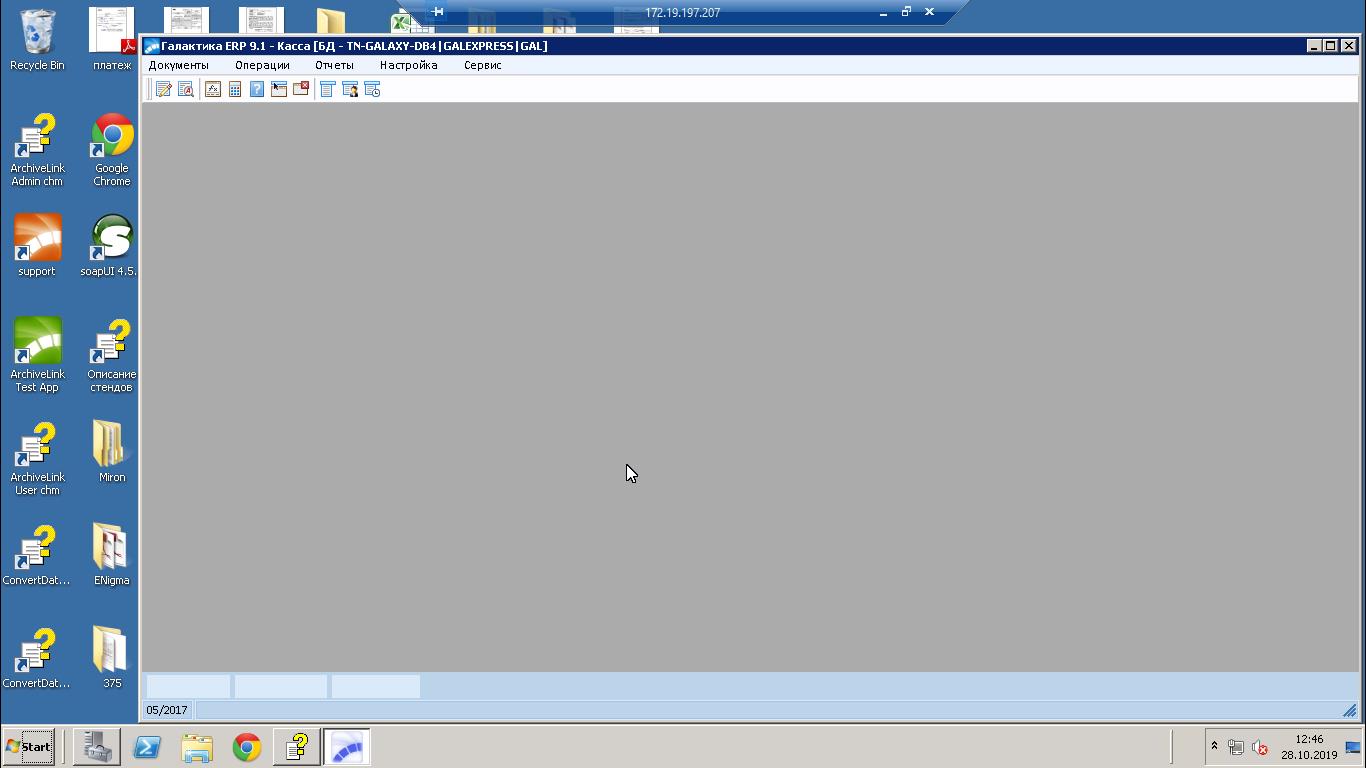 172.19.197.207
Галактика ERP 9.1 - Касса [БД - TN-GALAXY-DB4|GALEXPRESS|GAL]
Документы Операции Отчеты Настройка Сервис
Recycle Bin
платеж
ArchiveLink
Admin chm
Google
Chrome
support
soapUI 4.5.
ArchiveLink
Test App
Описание
стендов
ArchiveLink
User chm
Miron
ConvertDat...
ENigma
ConvertDat...
375
05/2017
Start
12:46
28.10.2019